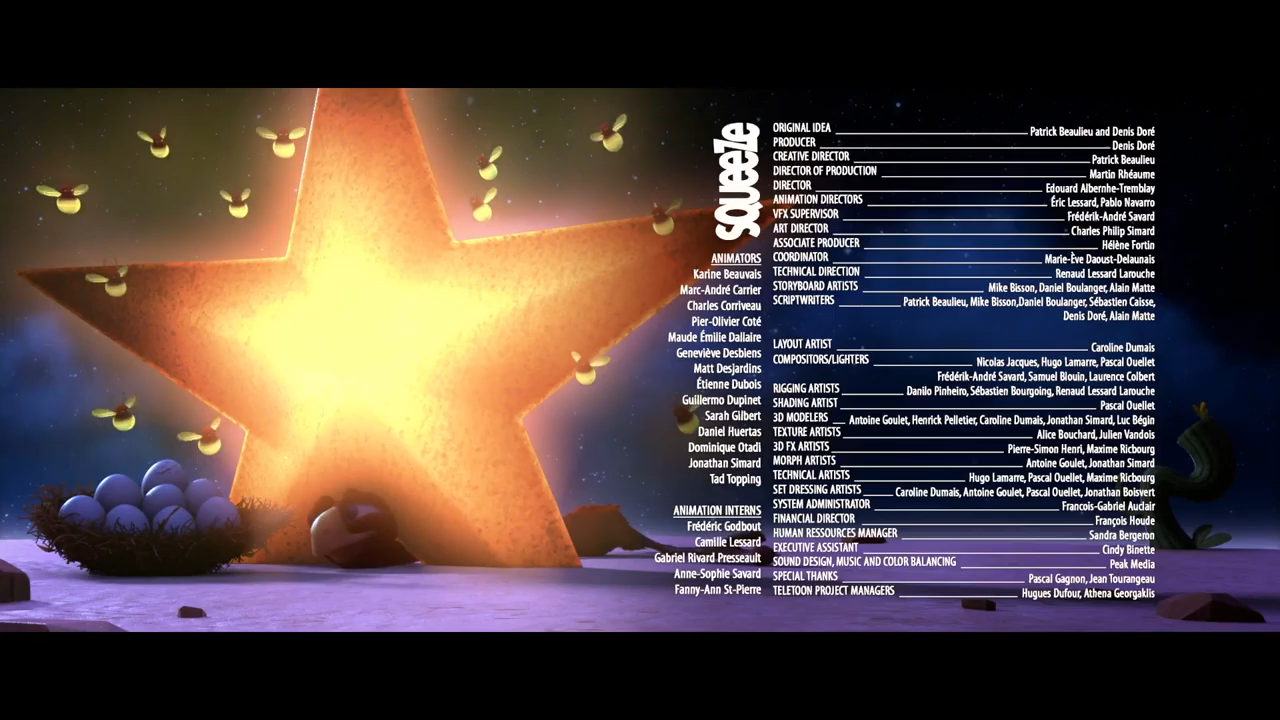 squeeze
ANIMATORS
Karine Beauvais
Marc-André Carrier
Charles Corriveau
Pier-Olivier Coté
Maude Émilie Dallaire
Geneviève Desbiens
Matt Desjardins
Étienne Dubois
Guillermo Dupinet
Sarah Gilbert
Daniel Huertas
Dominique Otadi
Jonathan Simard
Tad Topping
ANIMATION INTERNS
Frédéric Godbout
Camille Lessard
Gabriel Rivard Presseault
Anne-Sophie Savard
Fanny-Ann St-Pierre
ORIGINAL IDEA Patrick Beaulieu and Denis Doré
PRODUCER Denis Doré
CREATIVE DIRECTOR Patrick Beaulieu
DIRECTOR OF PRODUCTION Martin Rhéaume
DIRECTOR Edouard Albernhe-Tremblay
ANIMATION DIRECTORS Éric Lessard, Pablo Navarro
VFX SUPERVISOR Frédérik-André Savard
ART DIRECTOR Charles Philip Simard
ASSOCIATE PRODUCER Hélène Fortin
COORDINATOR Marie-Ève Daoust-Delaunais
TECHNICAL DIRECTION Renaud Lessard Larouche
STORYBOARD ARTISTS Mike Bisson, Daniel Boulanger, Alain Matte
SCRIPTWRITERS Patrick Beaulieu, Mike Bisson,Daniel Boulanger, Sébastien Caisse,
Denis Doré, Alain Matte
LAYOUT ARTIST Caroline Dumais
COMPOSITORS/LIGHTERS Nicolas Jacques, Hugo Lamarre, Pascal Ouellet
Frédérik-André Savard, Samuel Blouin, Laurence Colbert
RIGGING ARTISTS Danilo Pinheiro, Sébastien Bourgoing, Renaud Lessard Larouche
SHADING ARTIST Pascal Ouellet
3D MODELERS Antoine Goulet, Henrick Pelletier, Caroline Dumais, Jonathan Simard, Luc Bégin
TEXTURE ARTISTS Alice Bouchard, Julien Vandois
3D FX ARTISTS Pierre-Simon Henri, Maxime Ricbourg
MORPH ARTISTS Antoine Goulet, Jonathan Simard
TECHNICAL ARTISTS Hugo Lamarre, Pascal Ouellet, Maxime Ricbourg
SET DRESSING ARTISTS Caroline Dumais, Antoine Goulet, Pascal Ouellet, Jonathan Boisvert
SYSTEM ADMINISTRATOR Francois-Gabriel Auclair
FINANCIAL DIRECTOR François Houde
HUMAN RESSOURCES MANAGER Sandra Bergeron
EXECUTIVE ASSISTANT Cindy Binette
SOUND DESIGN, MUSIC AND COLOR BALANCING Peak Media
SPECIAL THANKS Pascal Gagnon, Jean Tourangeau
TELETOON PROJECT MANAGERS Hugues Dufour, Athena Georgaklis